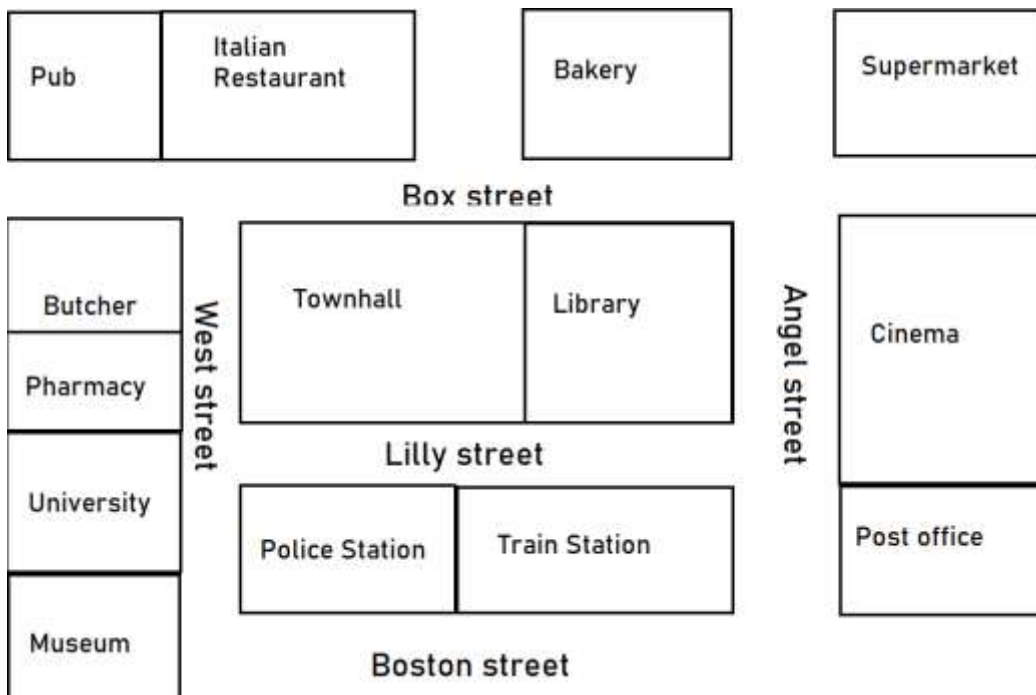 Pub
Italian
Restaurant
Bakery
Supermarket
Box street
Butcher
Pharmacy
University
Museum
West street
Townhall
Library
Lilly street
Police Station
Train Station
Boston street
Angel street
Cinema
Post office